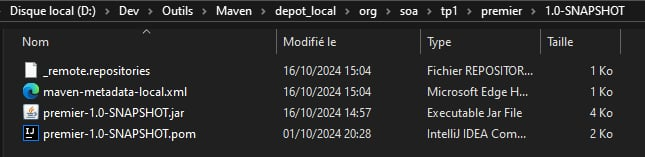 Disque local (D:) > Dev > Outils > Maven > depot_local > org > soa > tp1 > premier > 1.0-SNAPSHOT
Nom Modifié le Type Taille
_remote.repositories 16/10/2024 15:04 Fichier REPOSITOR... 1 Ko
maven-metadata-local.xml 16/10/2024 15:04 Microsoft Edge H... 1 Ko
premier-1.0-SNAPSHOT.jar 16/10/2024 14:57 Executable Jar File 4 Ko
premier-1.0-SNAPSHOT.pom 01/10/2024 20:28 IntelliJ IDEA Com... 2 Ko